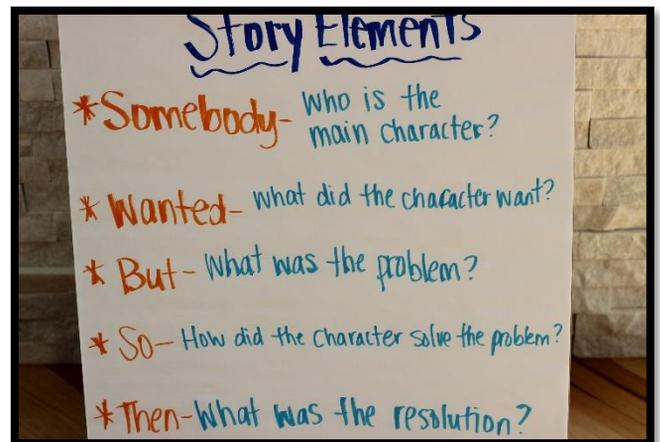 Story Elements
*Somebody- Who is the
main character?
*Wanted- what did the character want?
*But- What was the problem?
*So- How did the Character solve the problem?
*Then- What was the resolution?